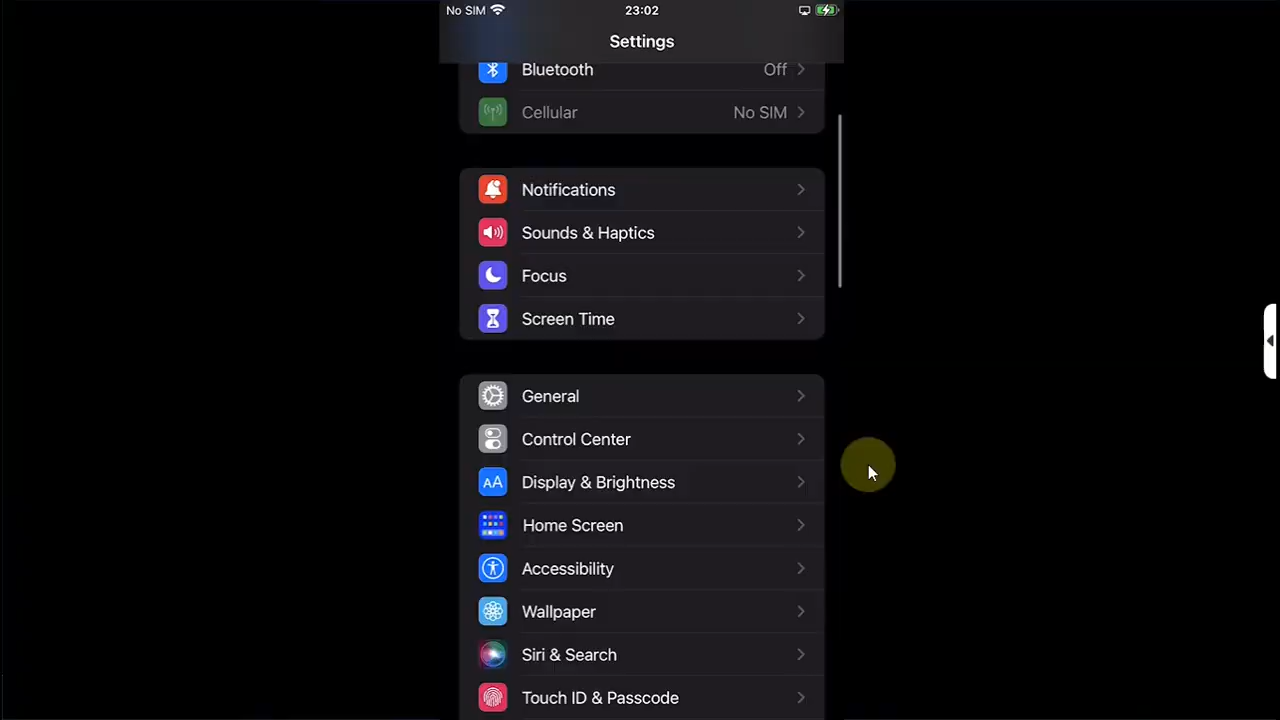 No SIM 23:02
Settings
Bluetooth Off
Cellular No SIM
Notifications
Sounds & Haptics
Focus
Screen Time
General
Control Center
AA Display & Brightness
Home Screen
Accessibility
Wallpaper
Siri & Search
Touch ID & Passcode